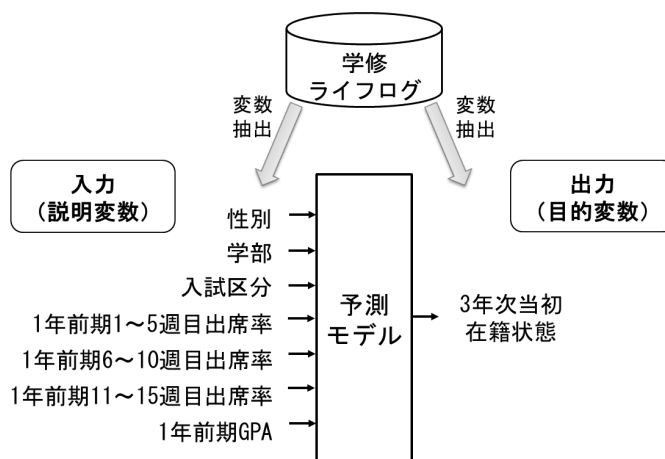 学修
ライフログ
変数
抽出
変数
抽出
入力
（説明変数）
出力
（目的変数）
性別
学部
入試区分
1年前期1～5週目出席率
1年前期6～10週目出席率
1年前期11～15週目出席率
1年前期GPA
予測
モデル
3年次当初
在籍状態